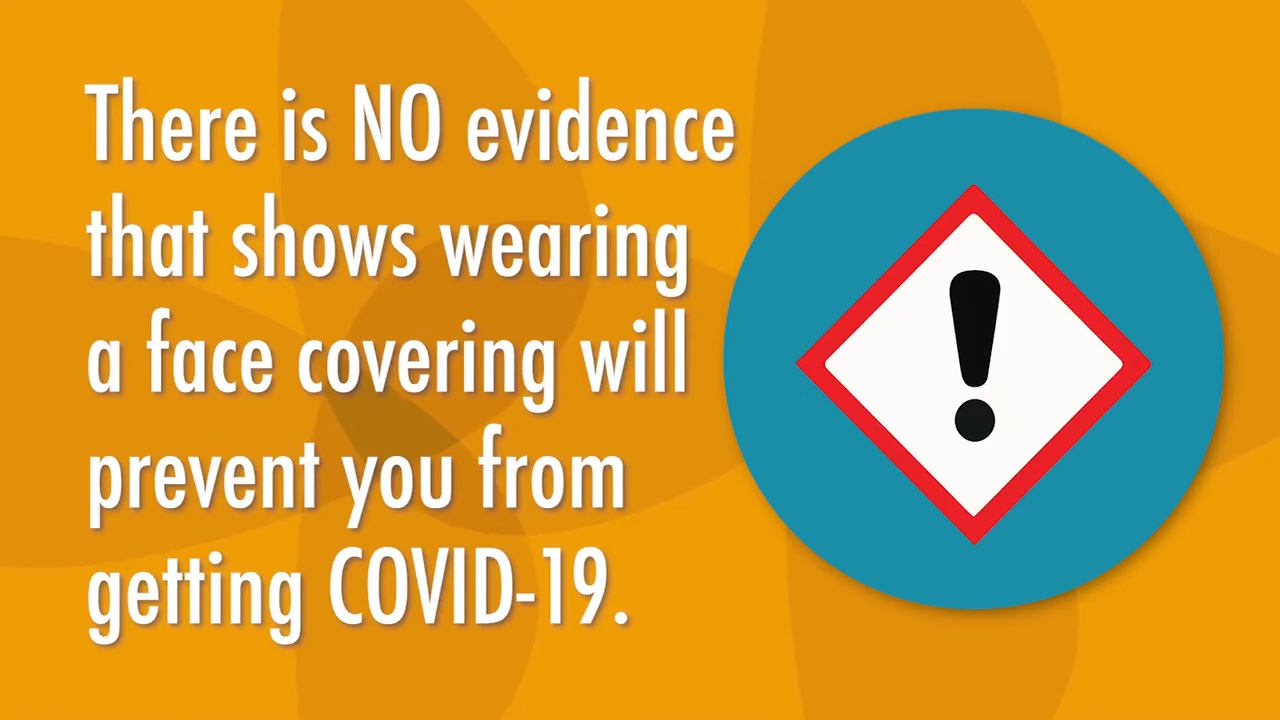 There is NO evidence
that shows wearing
a face covering will
prevent you from
getting COVID-19.
!